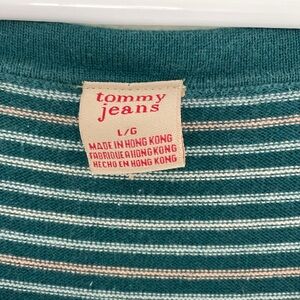 tommy
jeans
L/G
MADE IN HONG KONG
FABRIQUE A HONG KONG
HECHO EN HONG KONG